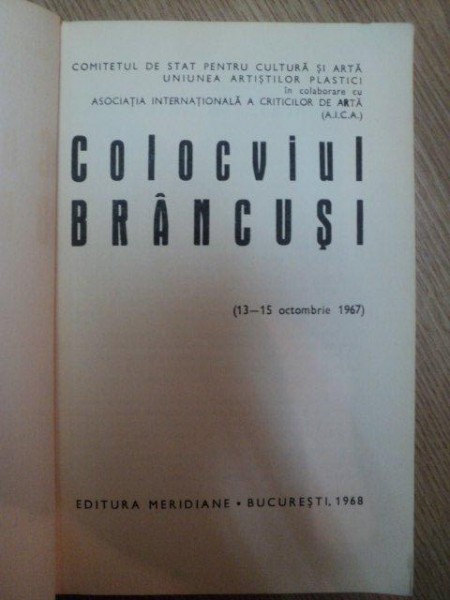 COMITETUL DE STAT PENTRU CULTURĂ ȘI ARTĂ
UNIUNEA ARTIȘTILOR PLASTICI
în colaborare cu
ASOCIAȚIA INTERNAȚIONALĂ A CRITICILOR DE ARTĂ
(A.I.C.A.)
Colocviul
BRÂNCUȘI
(13—15 octombrie 1967)
EDITURA MERIDIANE • BUCUREȘTI, 1968